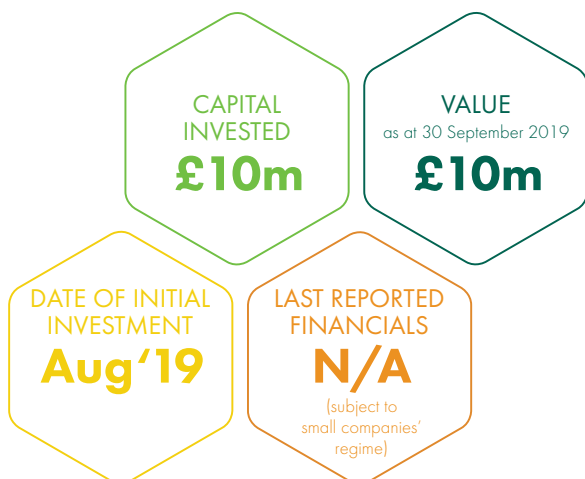 CAPITAL
INVESTED
£10m
VALUE
as at 30 September 2019
£10m
DATE OF INITIAL
INVESTMENT
Aug‘19
LAST REPORTED
FINANCIALS
N/A
(subject to
small companies’
regime)